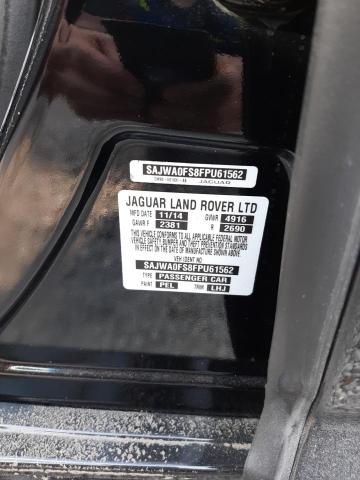 SAJWA0FS8FPU61562
JAGUAR
JAGUAR LAND ROVER LTD
MFD DATE 11/14 GVWR 4916
GAWR F 2381 R 2690
THIS VEHICLE CONFORMS TO ALL APPLICABLE FEDERAL MOTOR
VEHICLE SAFETY, BUMPER AND THEFT PREVENTION STANDARDS
IN EFFECT ON THE DATE OF MANUFACTURE SHOWN ABOVE
SAJWA0FS8FPU61562
VEH IDENT NO
TYPE PASSENGER CAR
PAINT PEL TRIM LHJ